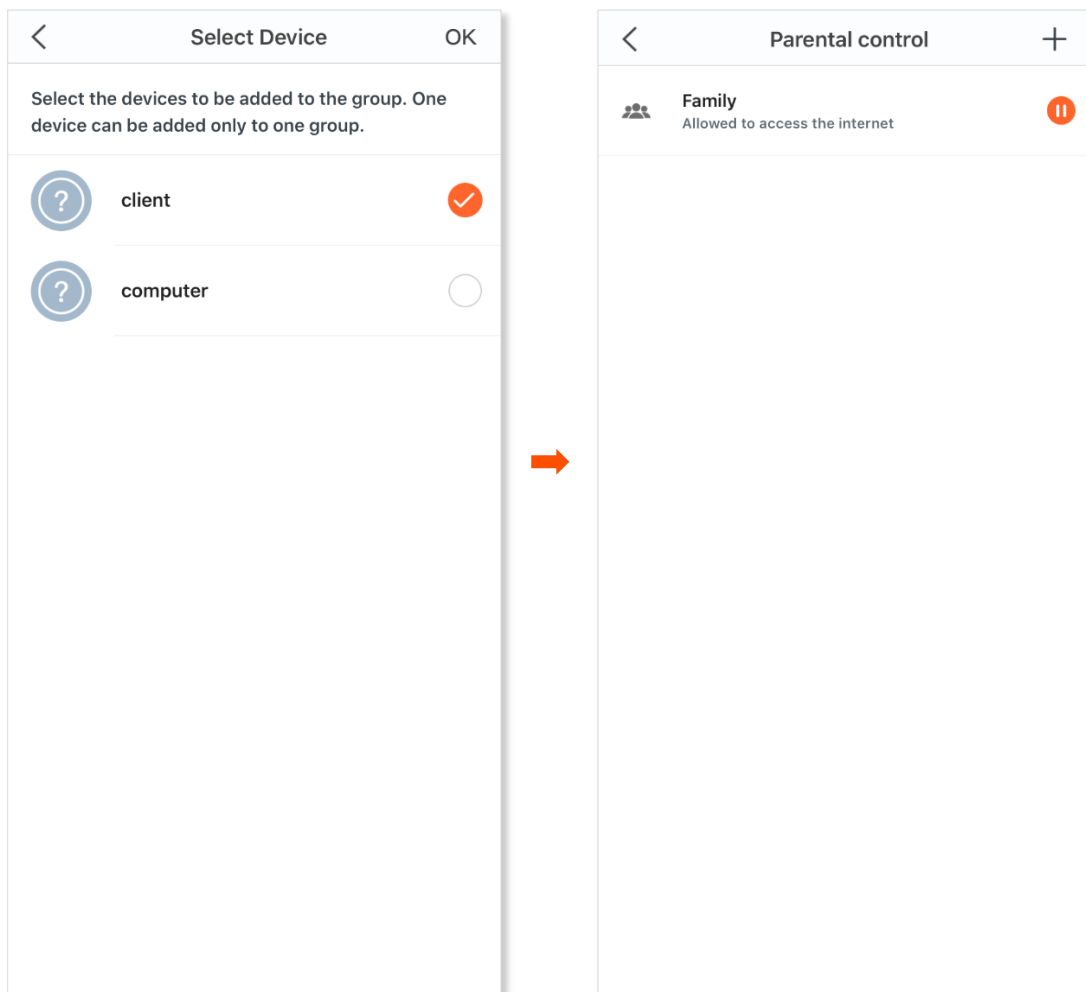 Select Device
OK
Select the devices to be added to the group. One
device can be added only to one group.
?
client
?
computer
Parental control
Family
Allowed to access the internet